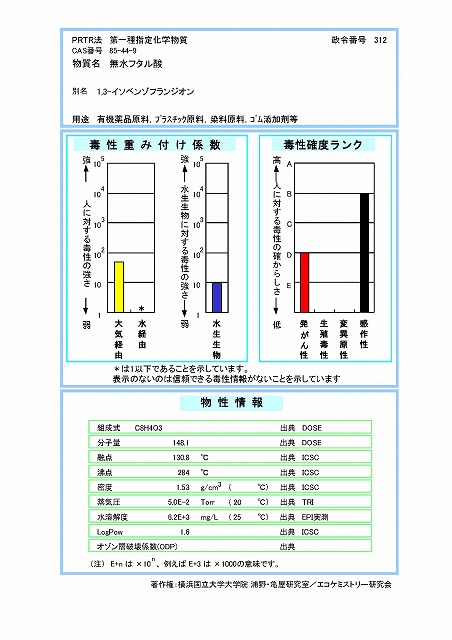 PRTR法 第一種指定化学物質 政令番号 312
CAS番号 85-44-9
物質名 無水フタル酸
別名 1,3-イソベンゾフランジオン
用途 有機薬品原料，プラスチック原料，染料原料，ゴム添加剤等
毒性重み付け係数
強 人に対する毒性の強さ 弱
10^5
10^4
10^3
10^2
10
1
大気経由
*
水経由
強 水生生物に対する毒性の強さ 弱
10^5
10^4
10^3
10^2
10
1
水生生物
毒性確度ランク
高 人に対する毒性の確からしさ 低
A
B
C
D
E
発がん性
生殖毒性
変異原性
感作性
＊は1以下であることを示しています。
表示のないのは信頼できる毒性情報がないことを示しています
物性情報
組成式 C8H4O3 出典 DOSE
分子量 148.1 出典 DOSE
融点 130.8 ℃ 出典 ICSC
沸点 284 ℃ 出典 ICSC
密度 1.53 g/cm3 ( ℃) 出典 ICSC
蒸気圧 5.0E-2 Torr ( 20 ℃) 出典 TRI
水溶解度 6.2E+3 mg/L ( 25 ℃) 出典 EPI実測
LogPow 1.6 出典 ICSC
オゾン層破壊係数(ODP) 出典
（注） E+n は ×10^n、例えば E+3 は ×1000の意味です。
著作権：横浜国立大学大学院 浦野・亀屋研究室／エコケミストリー研究会